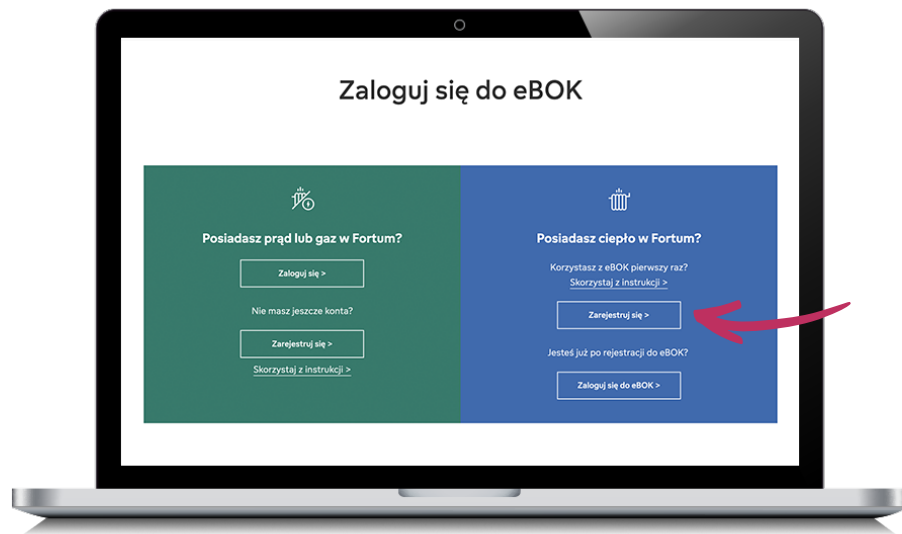 Zaloguj się do eBOK
Posiadasz prąd lub gaz w Fortum?
Zaloguj się >
Nie masz jeszcze konta?
Zarejestruj się >
Skorzystaj z instrukcji >
Posiadasz ciepło w Fortum?
Korzystasz z eBOK pierwszy raz?
Skorzystaj z instrukcji >
Zarejestruj się >
Jesteś już po rejestracji do eBOK?
Zaloguj się do eBOK >